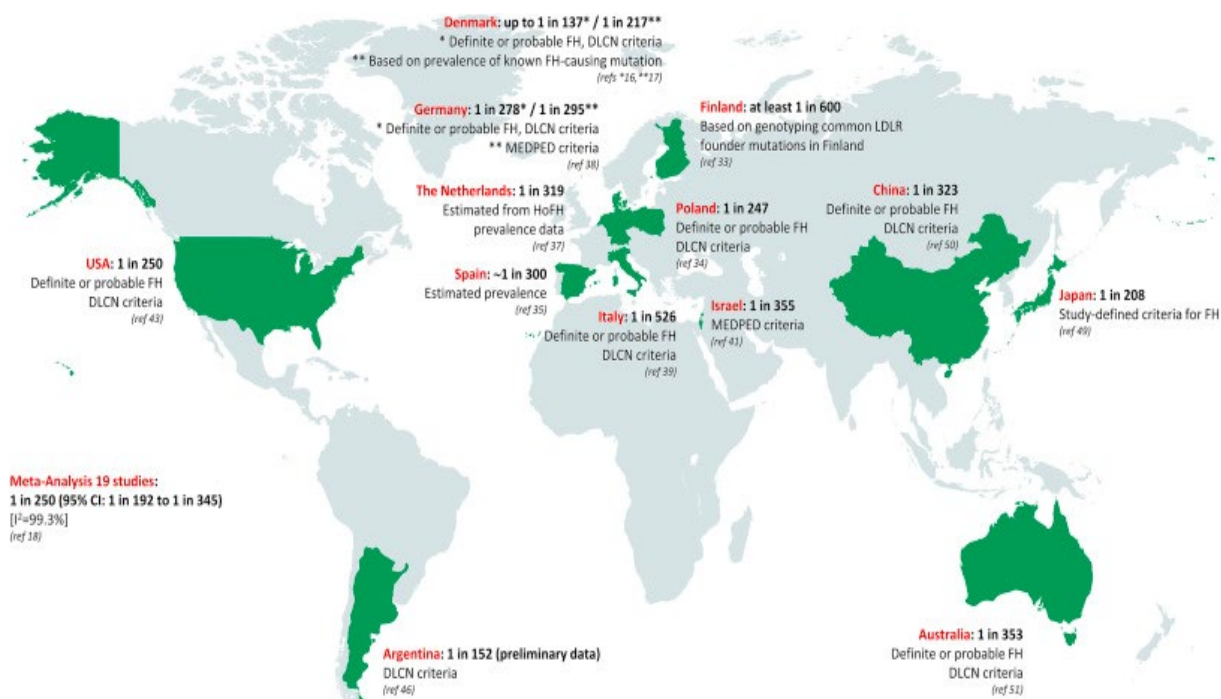 Denmark: up to 1 in 137* / 1 in 217**
* Definite or probable FH, DLCN criteria
** Based on prevalence of known FH-causing mutation
(refs *16,**17)
Germany: 1 in 278* / 1 in 295**
* Definite or probable FH, DLCN criteria
** MEDPED criteria
(ref 38)
Finland: at least 1 in 600
Based on genotyping common LDLR
founder mutations in Finland
(ref 33)
The Netherlands: 1 in 319
Estimated from HoFH
prevalence data
(ref 37)
Poland: 1 in 247
Definite or probable FH
DLCN criteria
(ref 34)
China: 1 in 323
Definite or probable FH
DLCN criteria
(ref 50)
USA: 1 in 250
Definite or probable FH
DLCN criteria
(ref 43)
Spain: ~1 in 300
Estimated prevalence
(ref 35)
Italy: 1 in 526
Definite or probable FH
DLCN criteria
(ref 39)
Israel: 1 in 355
MEDPED criteria
(ref 41)
Japan: 1 in 208
Study-defined criteria for FH
(ref 49)
Meta-Analysis 19 studies:
1 in 250 (95% CI: 1 in 192 to 1 in 345)
[I²=99.3%]
(ref 18)
Argentina: 1 in 152 (preliminary data)
DLCN criteria
(ref 46)
Australia: 1 in 353
Definite or probable FH
DLCN criteria
(ref 51)